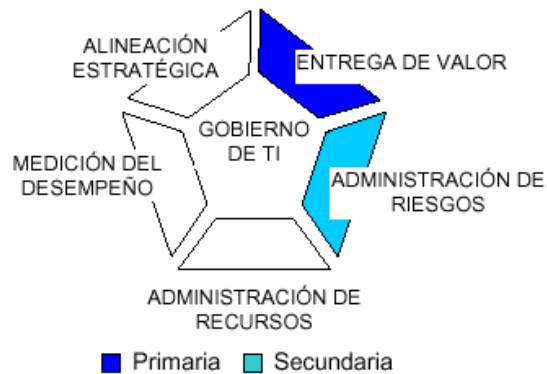 ALINEACIÓN
ESTRATÉGICA
ENTREGA DE VALOR
GOBIERNO
DE TI
MEDICIÓN DEL
DESEMPEÑO
ADMINISTRACIÓN DE
RIESGOS
ADMINISTRACIÓN DE
RECURSOS
Primaria
Secundaria